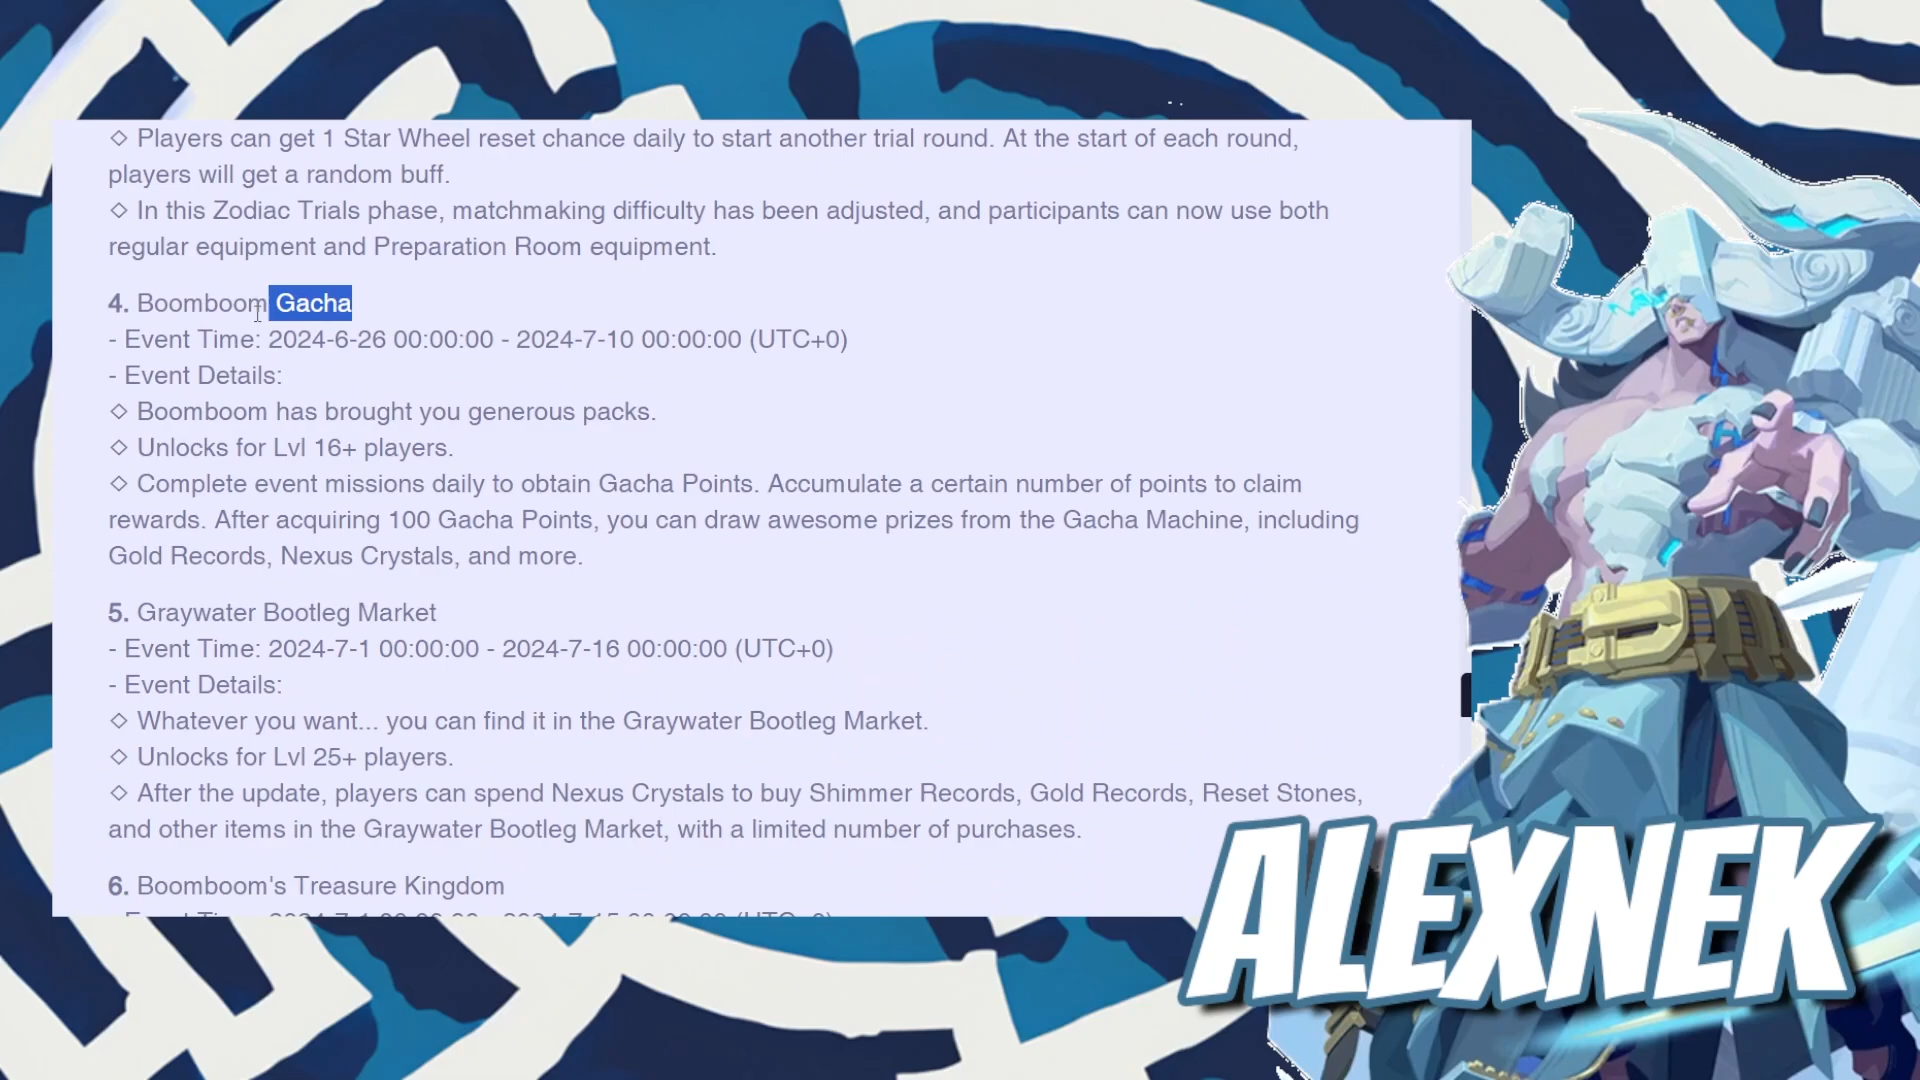 ◇ Players can get 1 Star Wheel reset chance daily to start another trial round. At the start of each round,
players will get a random buff.
◇ In this Zodiac Trials phase, matchmaking difficulty has been adjusted, and participants can now use both
regular equipment and Preparation Room equipment.
4. Boomboom Gacha
- Event Time: 2024-6-26 00:00:00 - 2024-7-10 00:00:00 (UTC+0)
- Event Details:
◇ Boomboom has brought you generous packs.
◇ Unlocks for Lvl 16+ players.
◇ Complete event missions daily to obtain Gacha Points. Accumulate a certain number of points to claim
rewards. After acquiring 100 Gacha Points, you can draw awesome prizes from the Gacha Machine, including
Gold Records, Nexus Crystals, and more.
5. Graywater Bootleg Market
- Event Time: 2024-7-1 00:00:00 - 2024-7-16 00:00:00 (UTC+0)
- Event Details:
◇ Whatever you want... you can find it in the Graywater Bootleg Market.
◇ Unlocks for Lvl 25+ players.
◇ After the update, players can spend Nexus Crystals to buy Shimmer Records, Gold Records, Reset Stones,
and other items in the Graywater Bootleg Market, with a limited number of purchases.
6. Boomboom's Treasure Kingdom
ALEXNEK